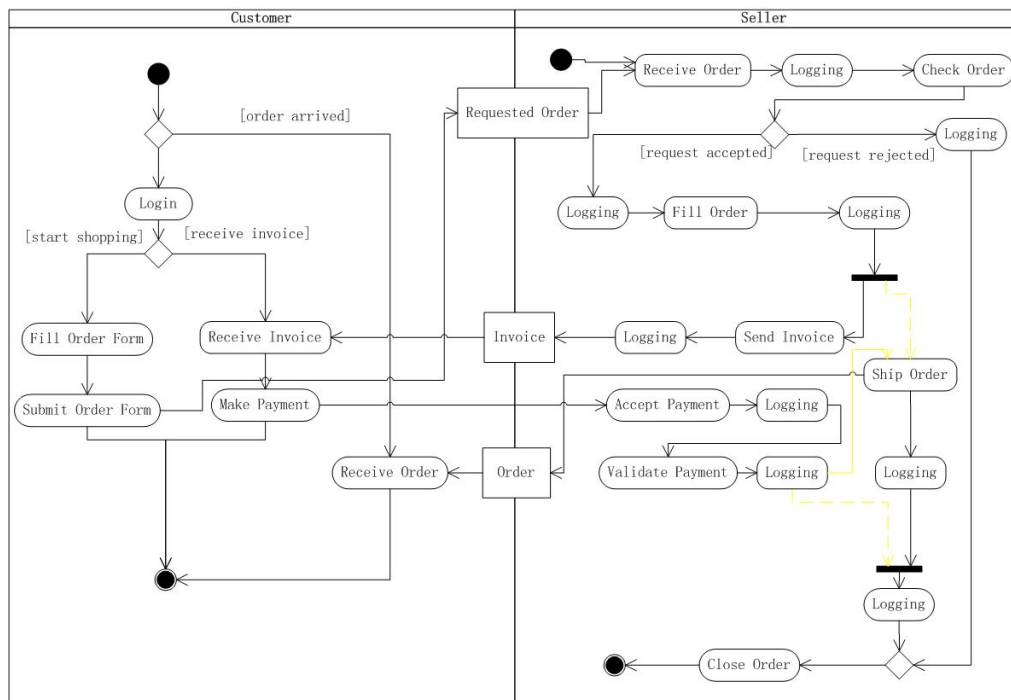 Customer
Seller
Receive Order
Logging
Check Order
[order arrived]
Requested Order
Logging
[request accepted]
[request rejected]
Login
Logging
Fill Order
Logging
[start shopping]
[receive invoice]
Fill Order Form
Receive Invoice
Invoice
Logging
Send Invoice
Ship Order
Submit Order Form
Make Payment
Accept Payment
Logging
Receive Order
Order
Validate Payment
Logging
Logging
Logging
Close Order